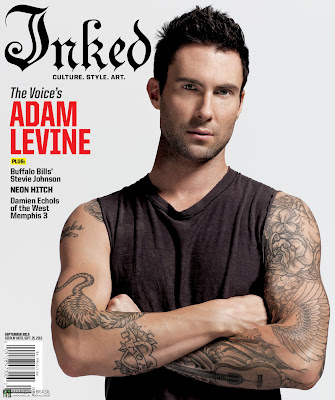 Inked
CULTURE. STYLE. ART.
The Voice's
ADAM
LEVINE
PLUS:
Buffalo Bills'
Stevie Johnson
NEON HITCH
Damien Echols
of the West
Memphis 3
SEPTEMBER 2012
BRASIL